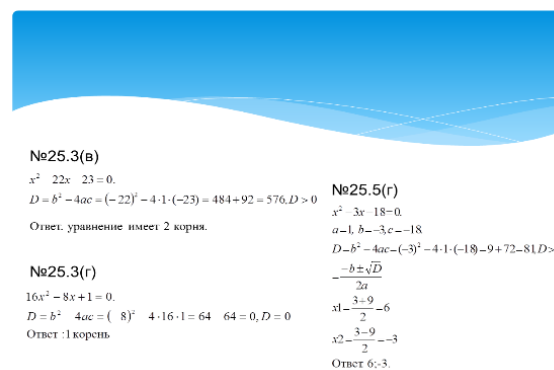 №25.3(в)
x² 22x 23 = 0.
D = b² − 4ac = (− 22)² − 4·1·(−23) = 484+92 = 576,D > 0
Ответ. уравнение имеет 2 корня.
№25.3(г)
16x² − 8x + 1 = 0.
D = b² 4ac = ( 8)² 4·16·1 = 64 64 = 0, D = 0
Ответ :1 корень
№25.5(г)
x² −3x−18=0.
a=1, b=−3,c=−18.
D=b² −4ac=(−3)² −4·1·(−18)=9+72=81,D>
=−b±√D/2a
x1=3+9/2=6
x2=3−9/2=−3
Ответ 6;-3.